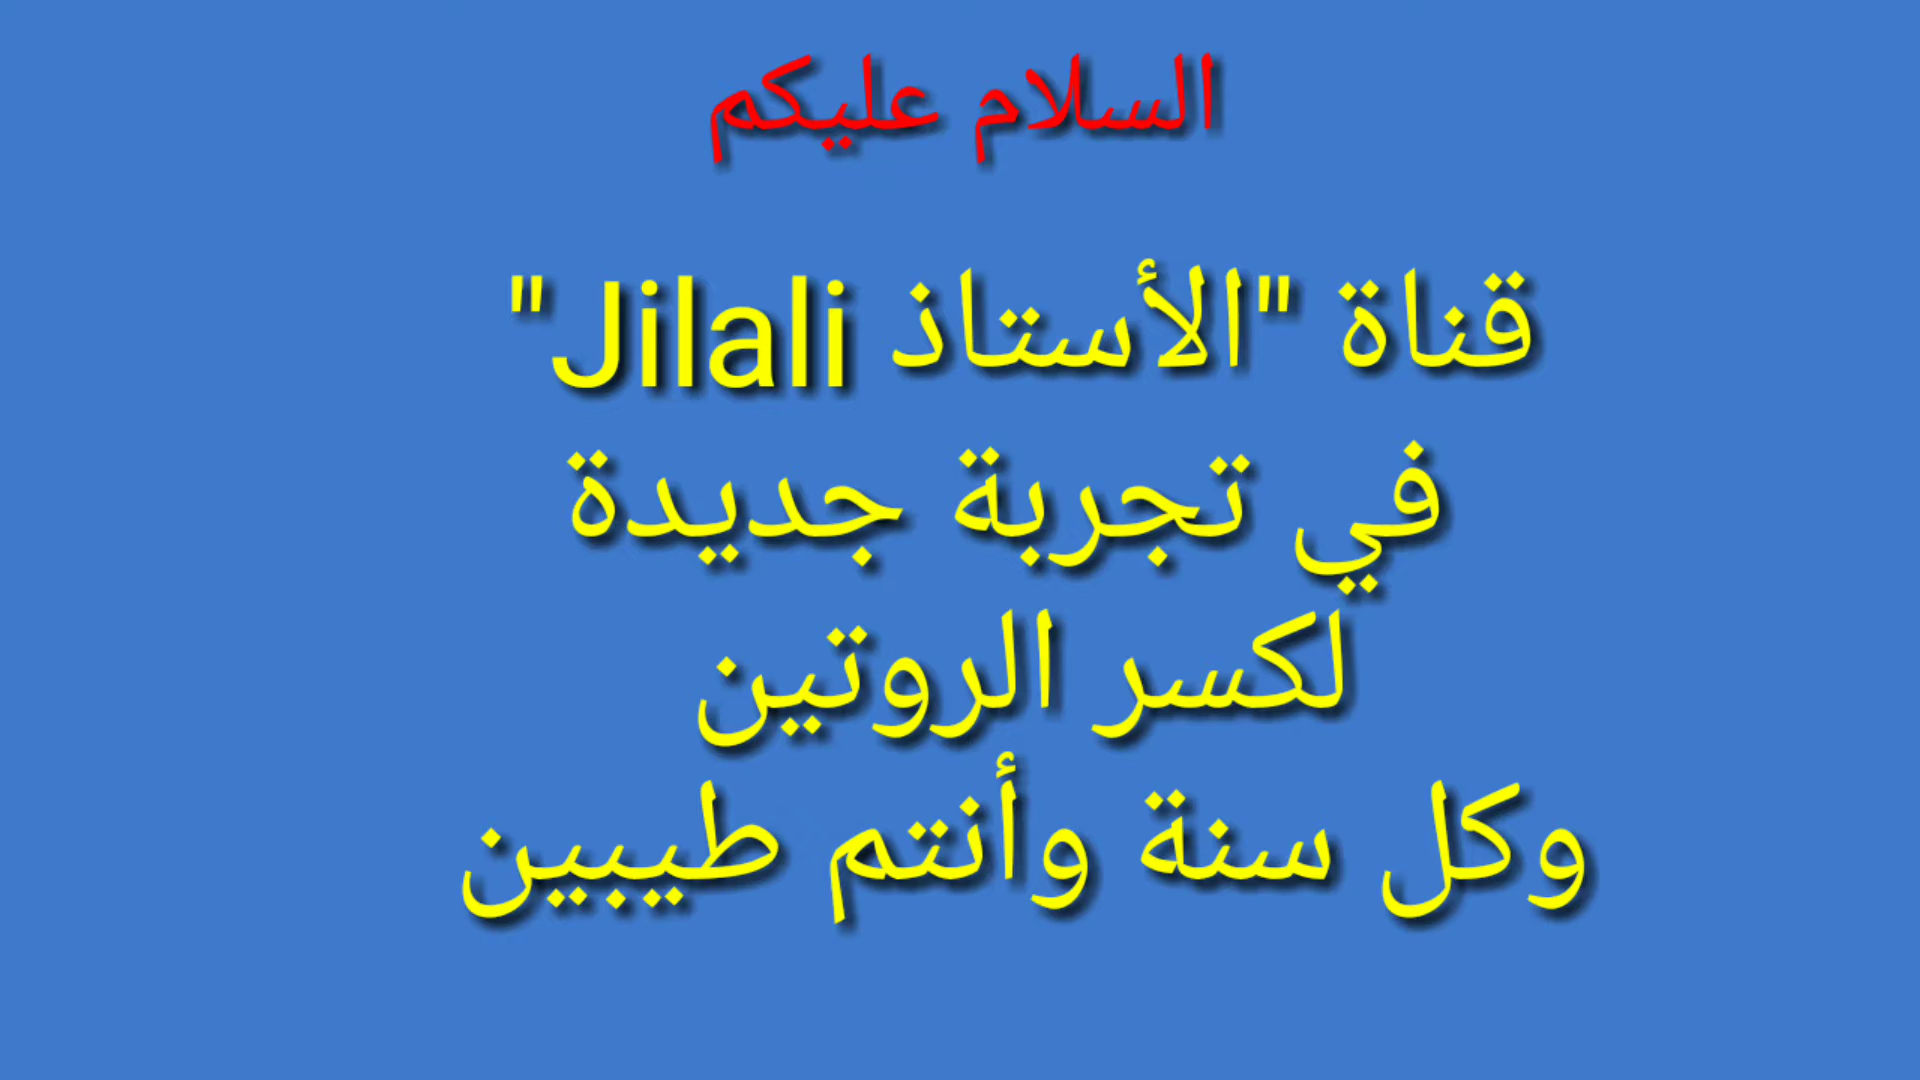 السلام عليكم
قناة "الأستاذ Jilali"
في تجربة جديدة
لكسر الروتين
وكل سنة وأنتم طيبين